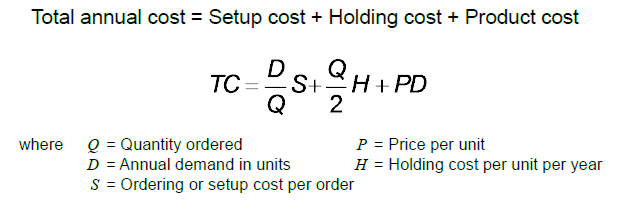 Total annual cost = Setup cost + Holding cost + Product cost
TC = D/Q S + Q/2 H + PD
where Q = Quantity ordered P = Price per unit
D = Annual demand in units H = Holding cost per unit per year
S = Ordering or setup cost per order